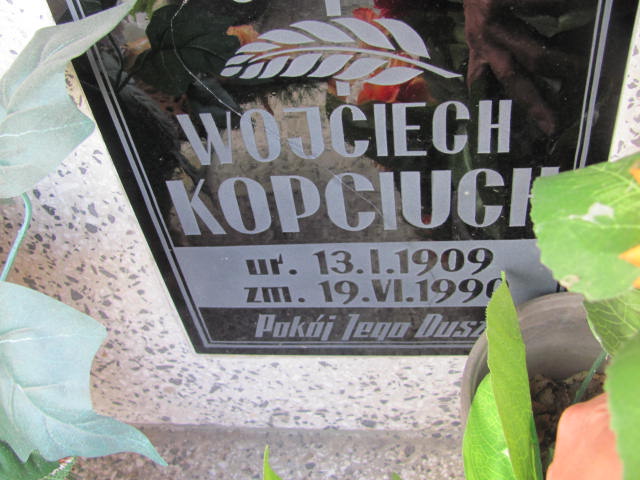 WOJCIECH
KOPCIUCH
ur. 13.I.1909
zm. 19.VI.1990
Pokój Jego